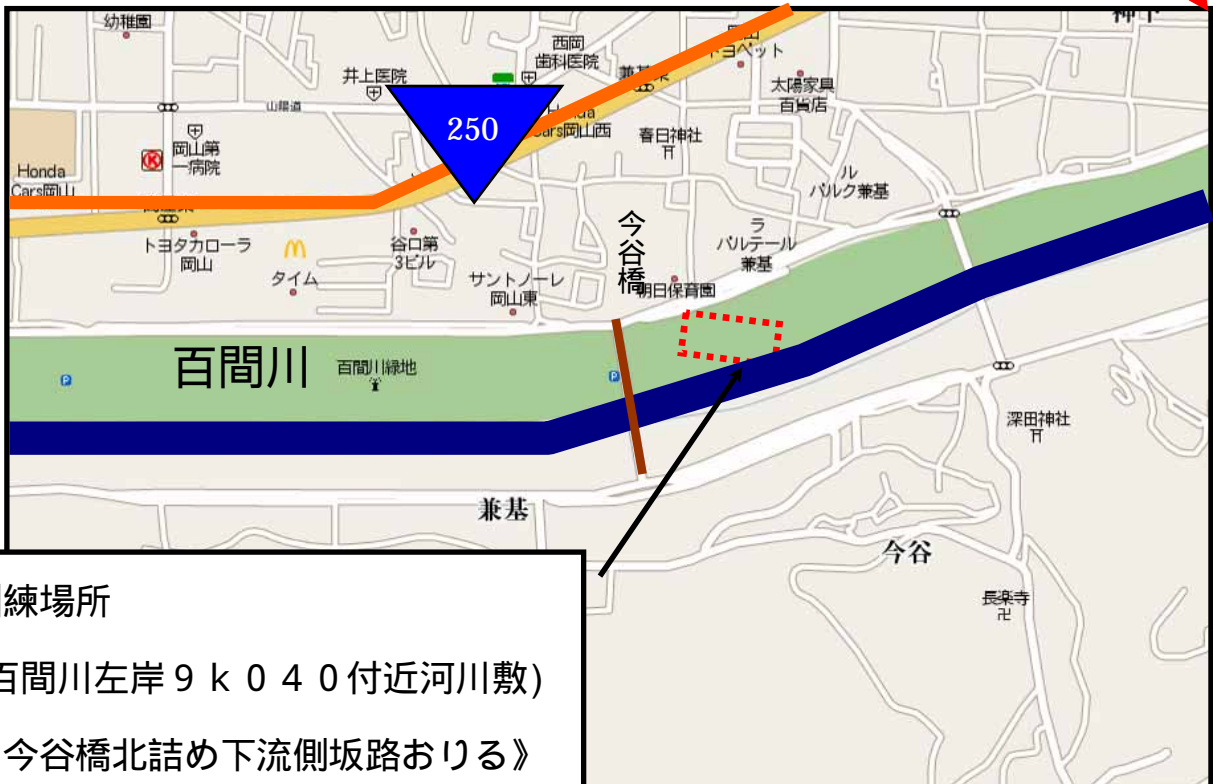 幼稚園
西岡
歯科医院
トヨペット
井上医院
太陽家具
百貨店
山陽道
250
Cars岡山西
春日神社
岡山第
一病院
Honda
Cars岡山
ル
パルク兼基
今谷橋
ラ
パルテール
兼基
トヨタカローラ
岡山
谷口第
3ビル
タイム
サントノーレ
岡山東
朝日保育園
百間川
百間川緑地
P
P
深田神社
兼基
今谷
長楽寺
練場所
百間川左岸９ｋ０４０付近河川敷)
今谷橋北詰め下流側坂路おりる》